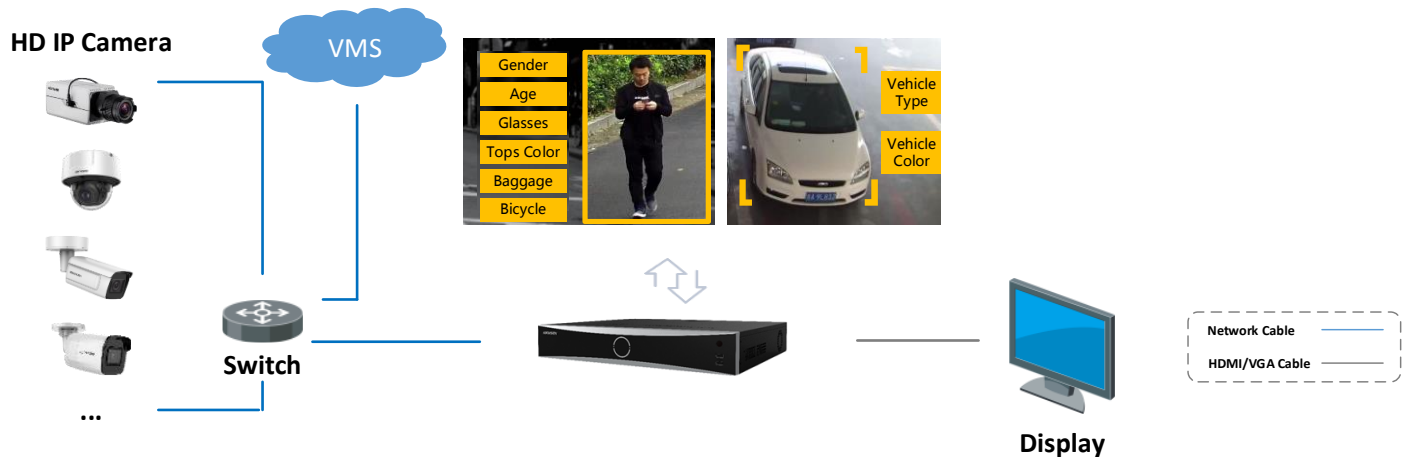 HD IP Camera
VMS
Gender
Age
Glasses
Tops Color
Baggage
Bicycle
Vehicle
Type
Vehicle
Color
Switch
...
Display
Network Cable
HDMI/VGA Cable